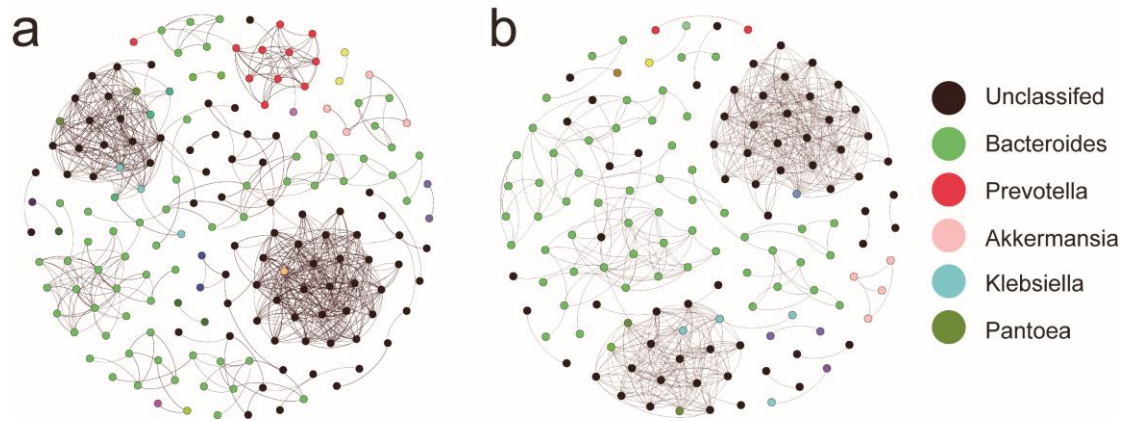 a
b
Unclassifed
Bacteroides
Prevotella
Akkermansia
Klebsiella
Pantoea